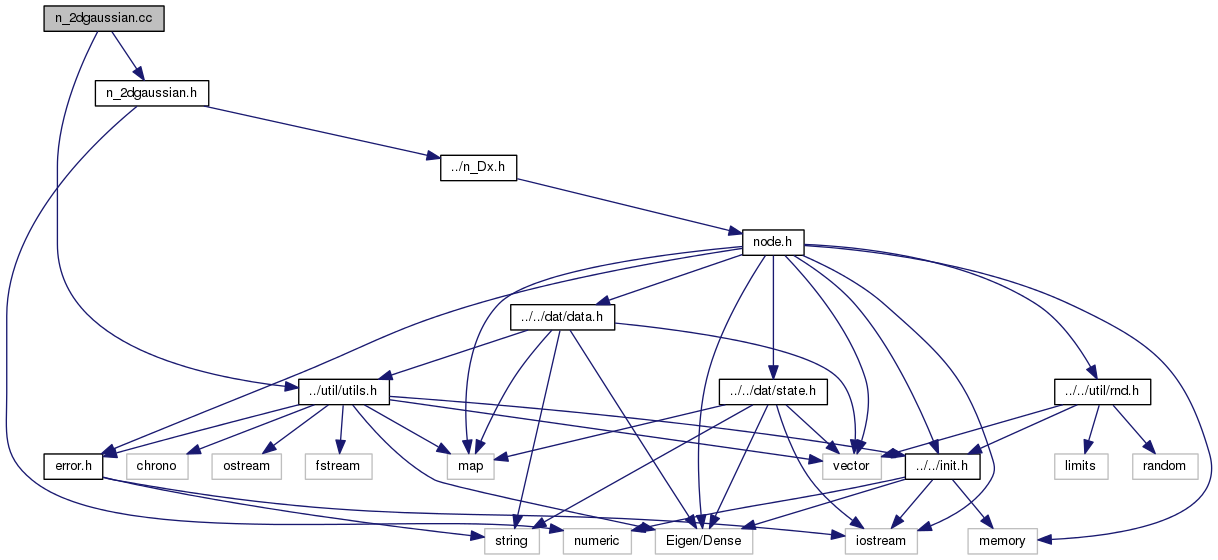 n_2dgaussian.cc
n_2dgaussian.h
../n_Dx.h
node.h
../../dat/data.h
../util/utils.h
../../dat/state.h
../../util/rnd.h
error.h
chrono
ostream
fstream
map
vector
../../init.h
limits
random
string
numeric
Eigen/Dense
iostream
memory